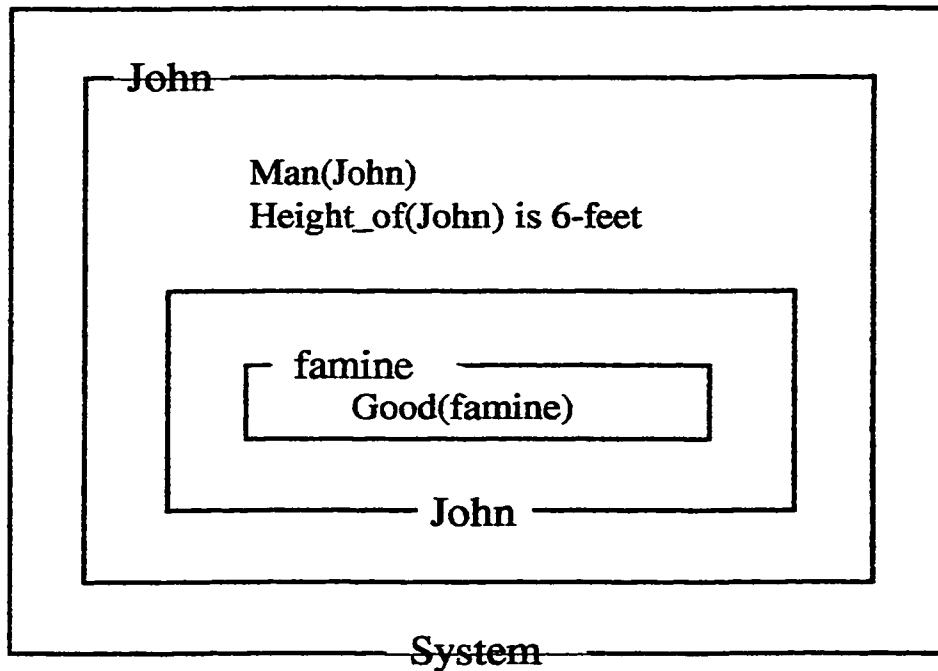 John
Man(John)
Height_of(John) is 6-feet
famine
Good(famine)
John
System